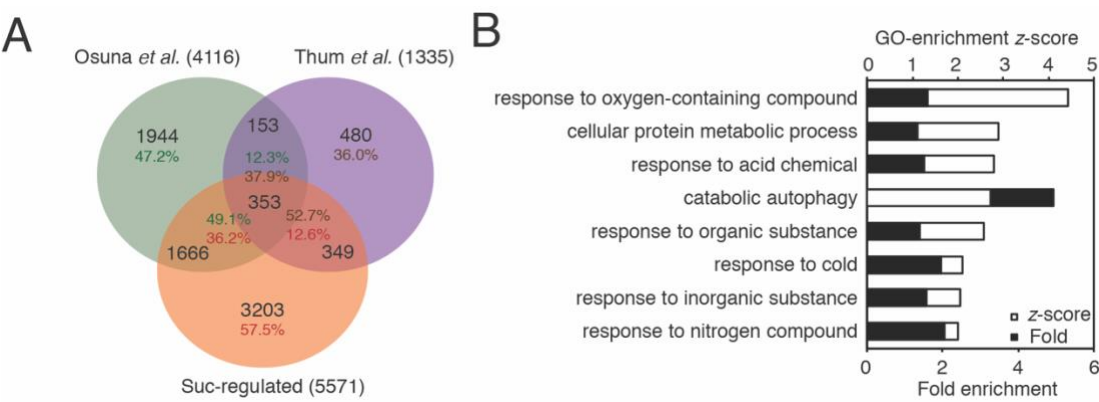 A
Osuna et al. (4116)
Thum et al. (1335)
1944
47.2%
153
480
36.0%
12.3%
37.9%
353
49.1%
36.2%
52.7%
12.6%
1666
349
3203
57.5%
Suc-regulated (5571)
B
GO-enrichment z-score
0 1 2 3 4 5
response to oxygen-containing compound
cellular protein metabolic process
response to acid chemical
catabolic autophagy
response to organic substance
response to cold
response to inorganic substance
response to nitrogen compound
z-score
Fold
0 2 4 6
Fold enrichment